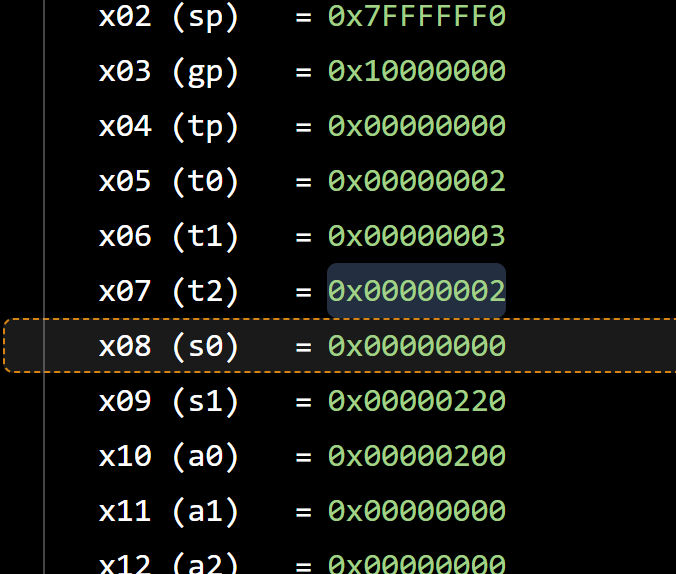 x02 (sp) = 0x7FFFFFF0
x03 (gp) = 0x10000000
x04 (tp) = 0x00000000
x05 (t0) = 0x00000002
x06 (t1) = 0x00000003
x07 (t2) = 0x00000002
x08 (s0) = 0x00000000
x09 (s1) = 0x00000220
x10 (a0) = 0x00000200
x11 (a1) = 0x00000000
x12 (a2) = 0x00000000